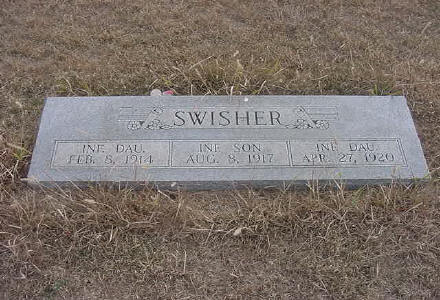 SWISHER
INF. DAU.
FEB. 8, 1914
INF. SON
AUG. 8, 1917
INF. DAU.
APR. 27, 1920